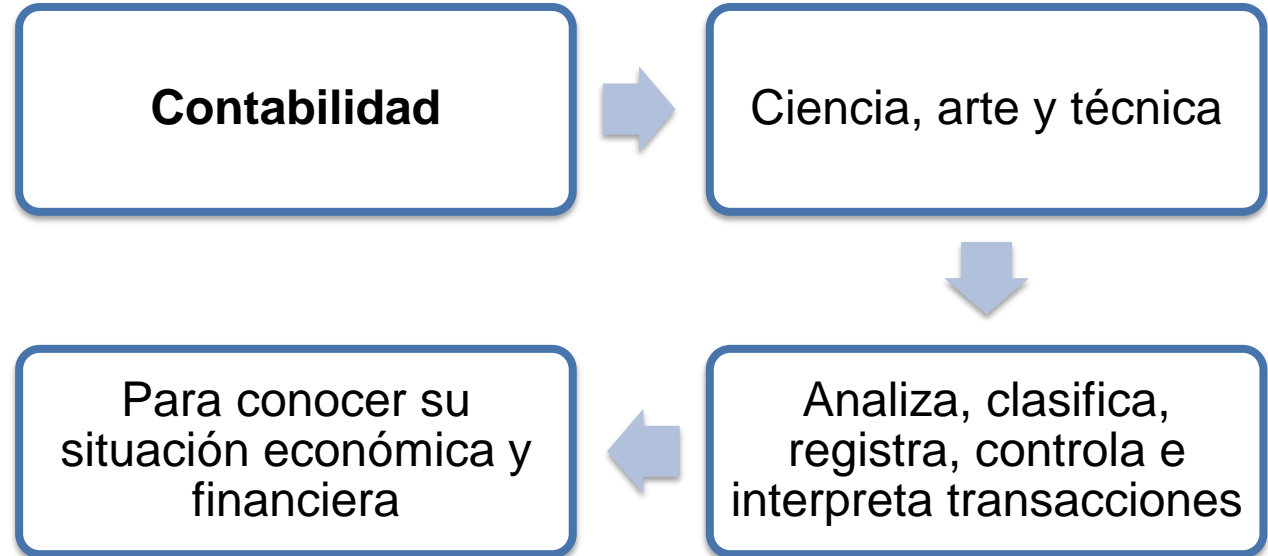 Contabilidad
Ciencia, arte y técnica
Analiza, clasifica,
registra, controla e
interpreta transacciones
Para conocer su
situación económica y
financiera